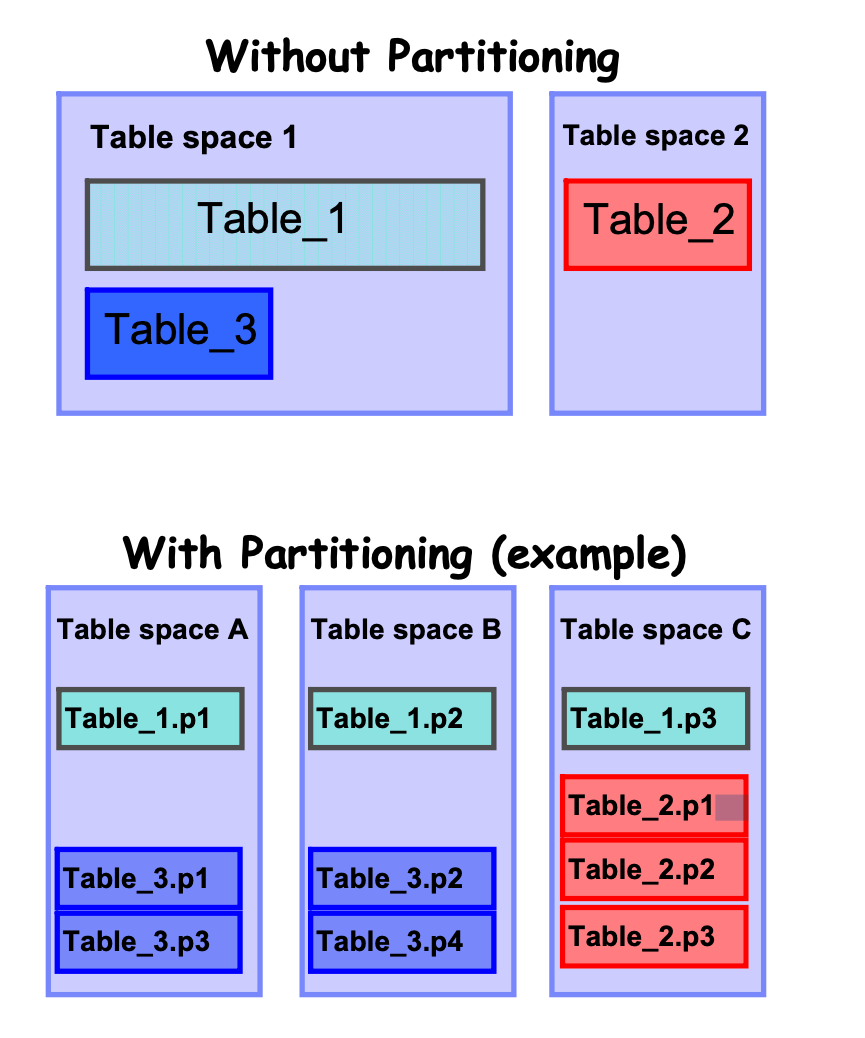 Without Partitioning
Table space 1
Table space 2
Table_1
Table_2
Table_3
With Partitioning (example)
Table space A
Table space B
Table space C
Table_1.p1
Table_1.p2
Table_1.p3
Table_2.p1
Table_2.p2
Table_2.p3
Table_3.p1
Table_3.p2
Table_3.p3
Table_3.p4